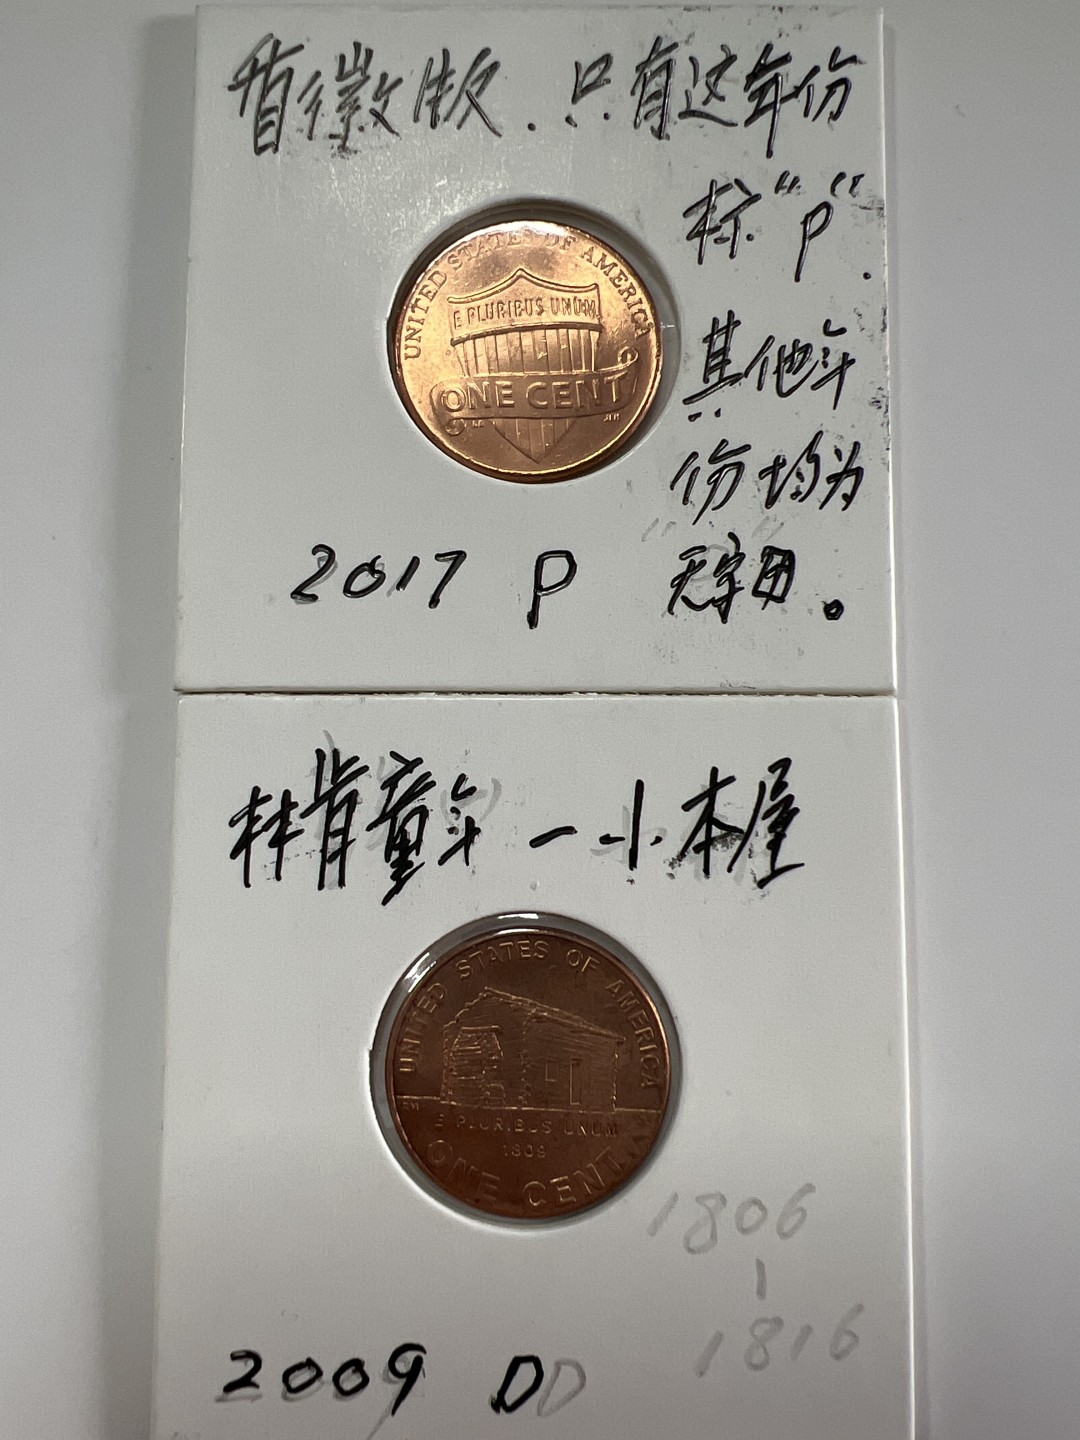 盾徽版.只有这年份
标“P“.
其他年
份均为
无字母。
UNITED STATES OF AMERICA
E PLURIBUS UNUM
ONE CENT
2017 P
林肯童年-小木屋
UNITED STATES OF AMERICA
E PLURIBUS UNUM
1809
ONE CENT
1806
|
1816
2009 D